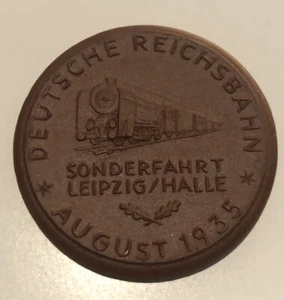 DEUTSCHE REICHSBAHN
SONDERFAHRT
LEIPZIG/HALLE
* AUGUST 1935 *